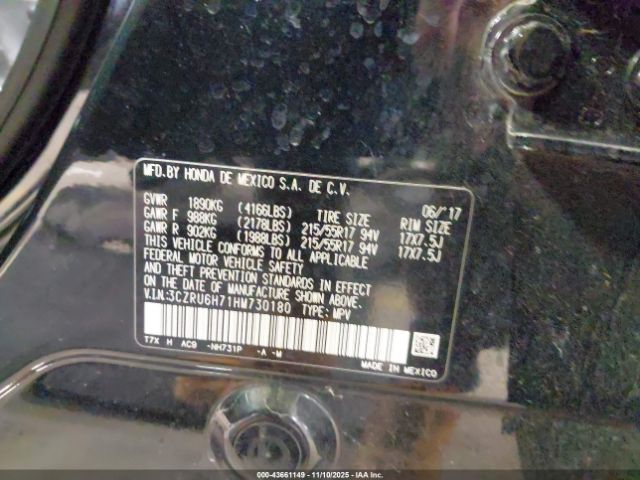 MFD.BY HONDA DE MEXICO S.A. DE C.V.
06/'17
GVWR 1890KG (4166LBS) TIRE SIZE RIM SIZE
GAWR F 988KG (2178LBS) 215/55R17 94V 17X7.5J
GAWR R 902KG (1988LBS) 215/55R17 94V 17X7.5J
THIS VEHICLE CONFORMS TO ALL APPLICABLE
FEDERAL MOTOR VEHICLE SAFETY
AND THEFT PREVENTION STANDARDS IN EFFECT
ON THE DATE OF MANUFACTURE SHOWN ABOVE.
V.I.N:3CZRU6H71HM730180 TYPE: MPV
T7X H AC9 -NH731P -A -M
MADE IN MEXICO
000-43661149 - 11/10/2025 - IAAI, Inc.